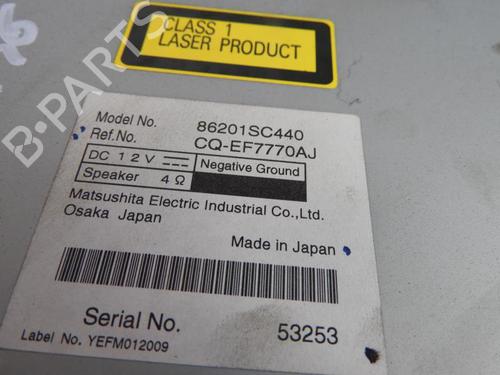 CLASS 1
LASER PRODUCT
B-PARTS
Model No. 86201SC440
Ref.No. CQ-EF7770AJ
DC 12V Negative Ground
Speaker 4Ω
Matsushita Electric Industrial Co.,Ltd.
Osaka Japan
Made in Japan
Serial No. 53253
Label No. YEFM012009